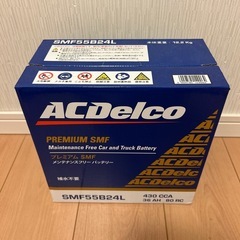 SMF55B24L
ACDelco
PREMIUM SMF
Maintenance Free Car and Truck Battery
プレミアム SMF
メンテナンスフリー バッテリー
補水不要
SMF55B24L
430 CCA
36 AH 80 RC